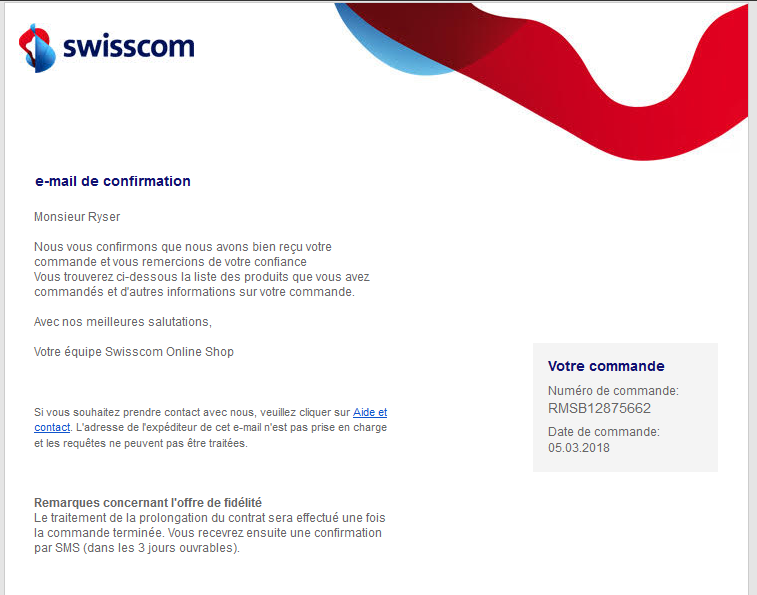 swisscom
e-mail de confirmation
Monsieur Ryser
Nous vous confirmons que nous avons bien reçu votre
commande et vous remercions de votre confiance
Vous trouverez ci-dessous la liste des produits que vous avez
commandés et d'autres informations sur votre commande.
Avec nos meilleures salutations,
Votre équipe Swisscom Online Shop
Votre commande
Numéro de commande:
RMSB12875662
Date de commande:
05.03.2018
Si vous souhaitez prendre contact avec nous, veuillez cliquer sur Aide et
contact. L'adresse de l'expéditeur de cet e-mail n'est pas prise en charge
et les requêtes ne peuvent pas être traitées.
Remarques concernant l'offre de fidélité
Le traitement de la prolongation du contrat sera effectué une fois
la commande terminée. Vous recevrez ensuite une confirmation
par SMS (dans les 3 jours ouvrables).